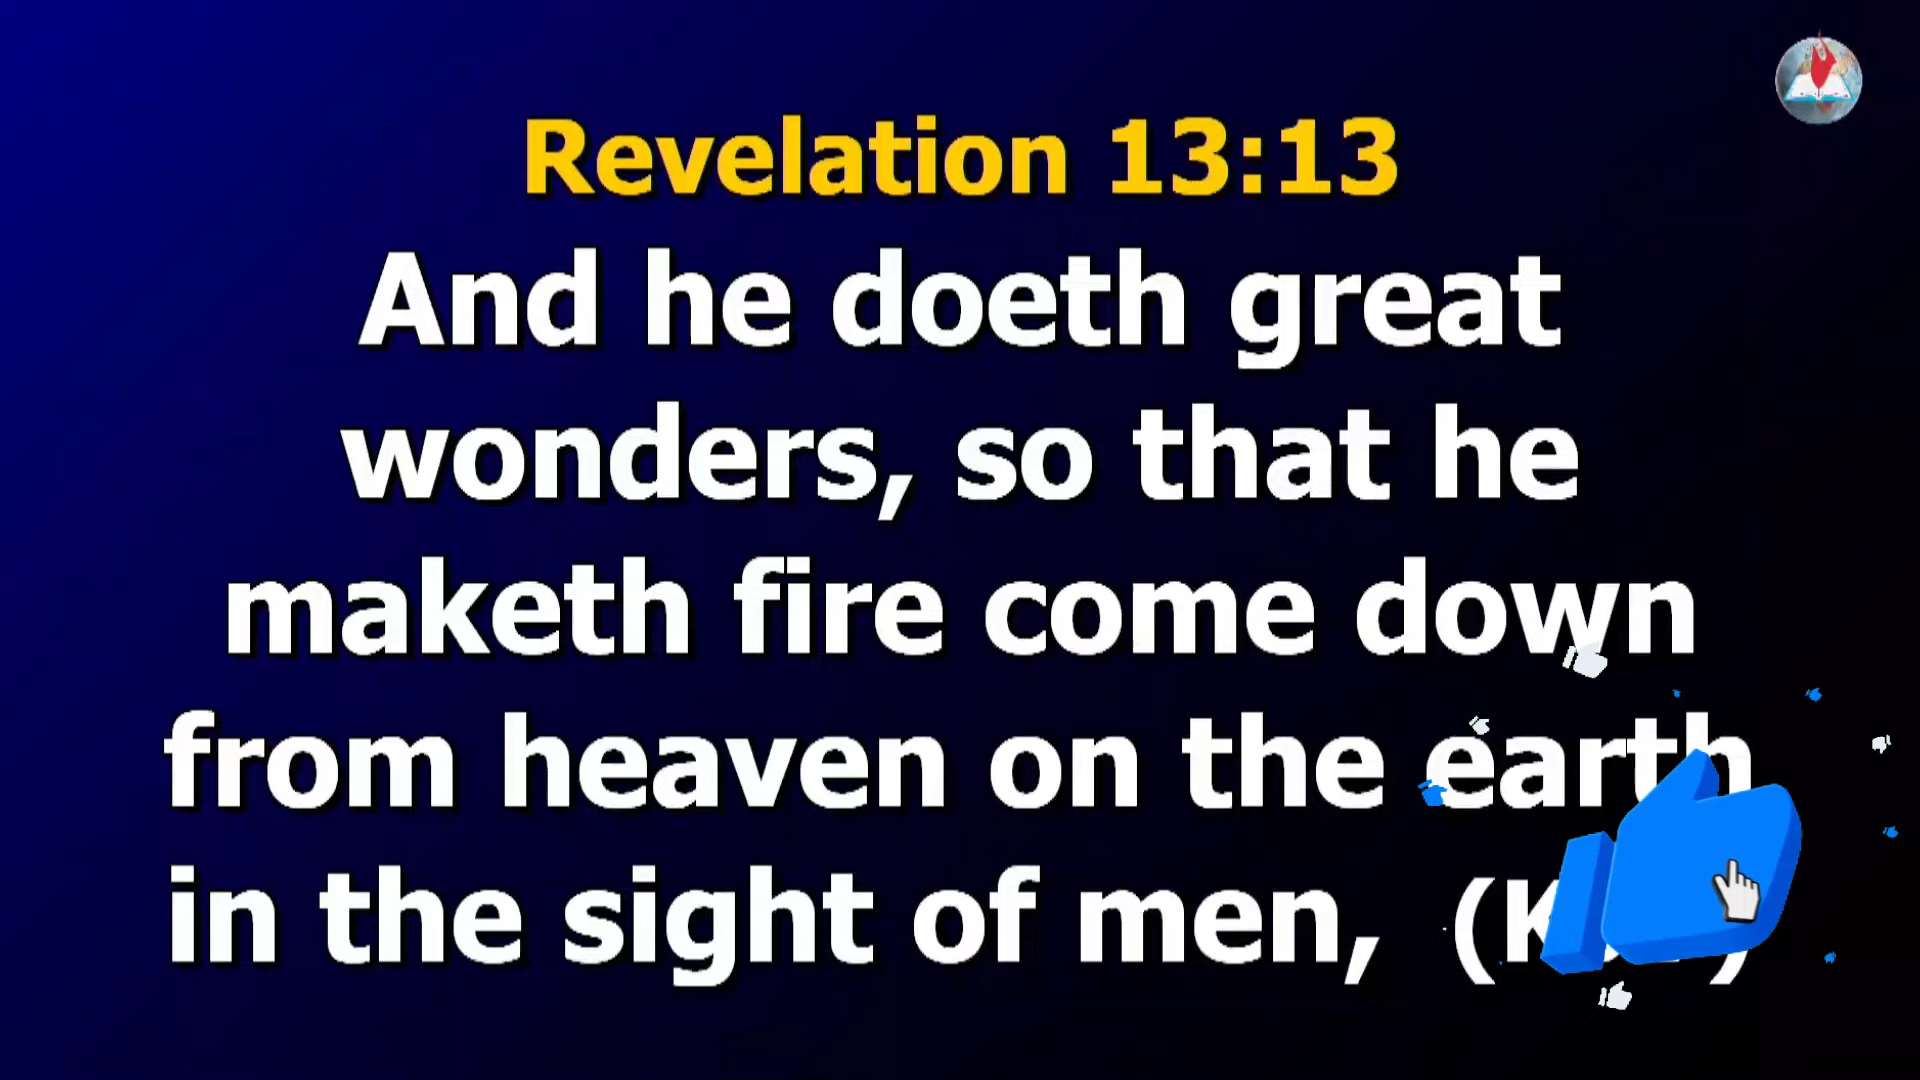 Revelation 13:13
And he doeth great
wonders, so that he
maketh fire come down
from heaven on the earth
in the sight of men,